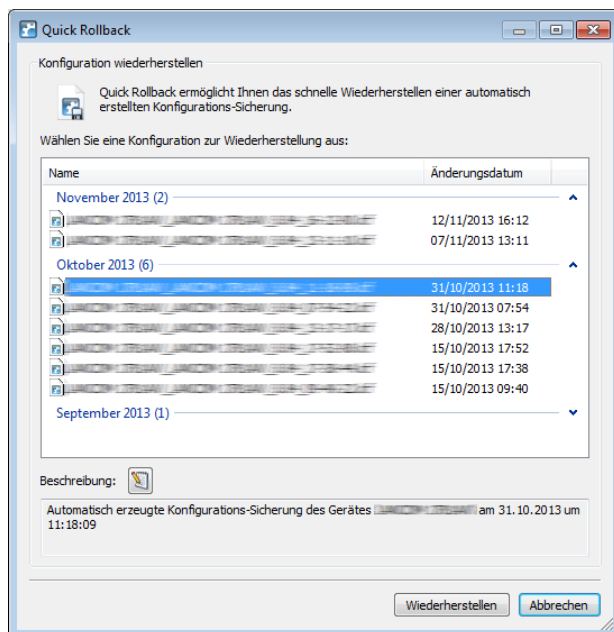 Quick Rollback
Konfiguration wiederherstellen
Quick Rollback ermöglicht Ihnen das schnelle Wiederherstellen einer automatisch
erstellten Konfigurations-Sicherung.
Wählen Sie eine Konfiguration zur Wiederherstellung aus:
Name Änderungsdatum
November 2013 (2)
12/11/2013 16:12
07/11/2013 13:11
Oktober 2013 (6)
31/10/2013 11:18
31/10/2013 07:54
28/10/2013 13:17
15/10/2013 17:52
15/10/2013 17:38
15/10/2013 09:40
September 2013 (1)
Beschreibung:
Automatisch erzeugte Konfigurations-Sicherung des Gerätes am 31.10.2013 um
11:18:09
Wiederherstellen Abbrechen